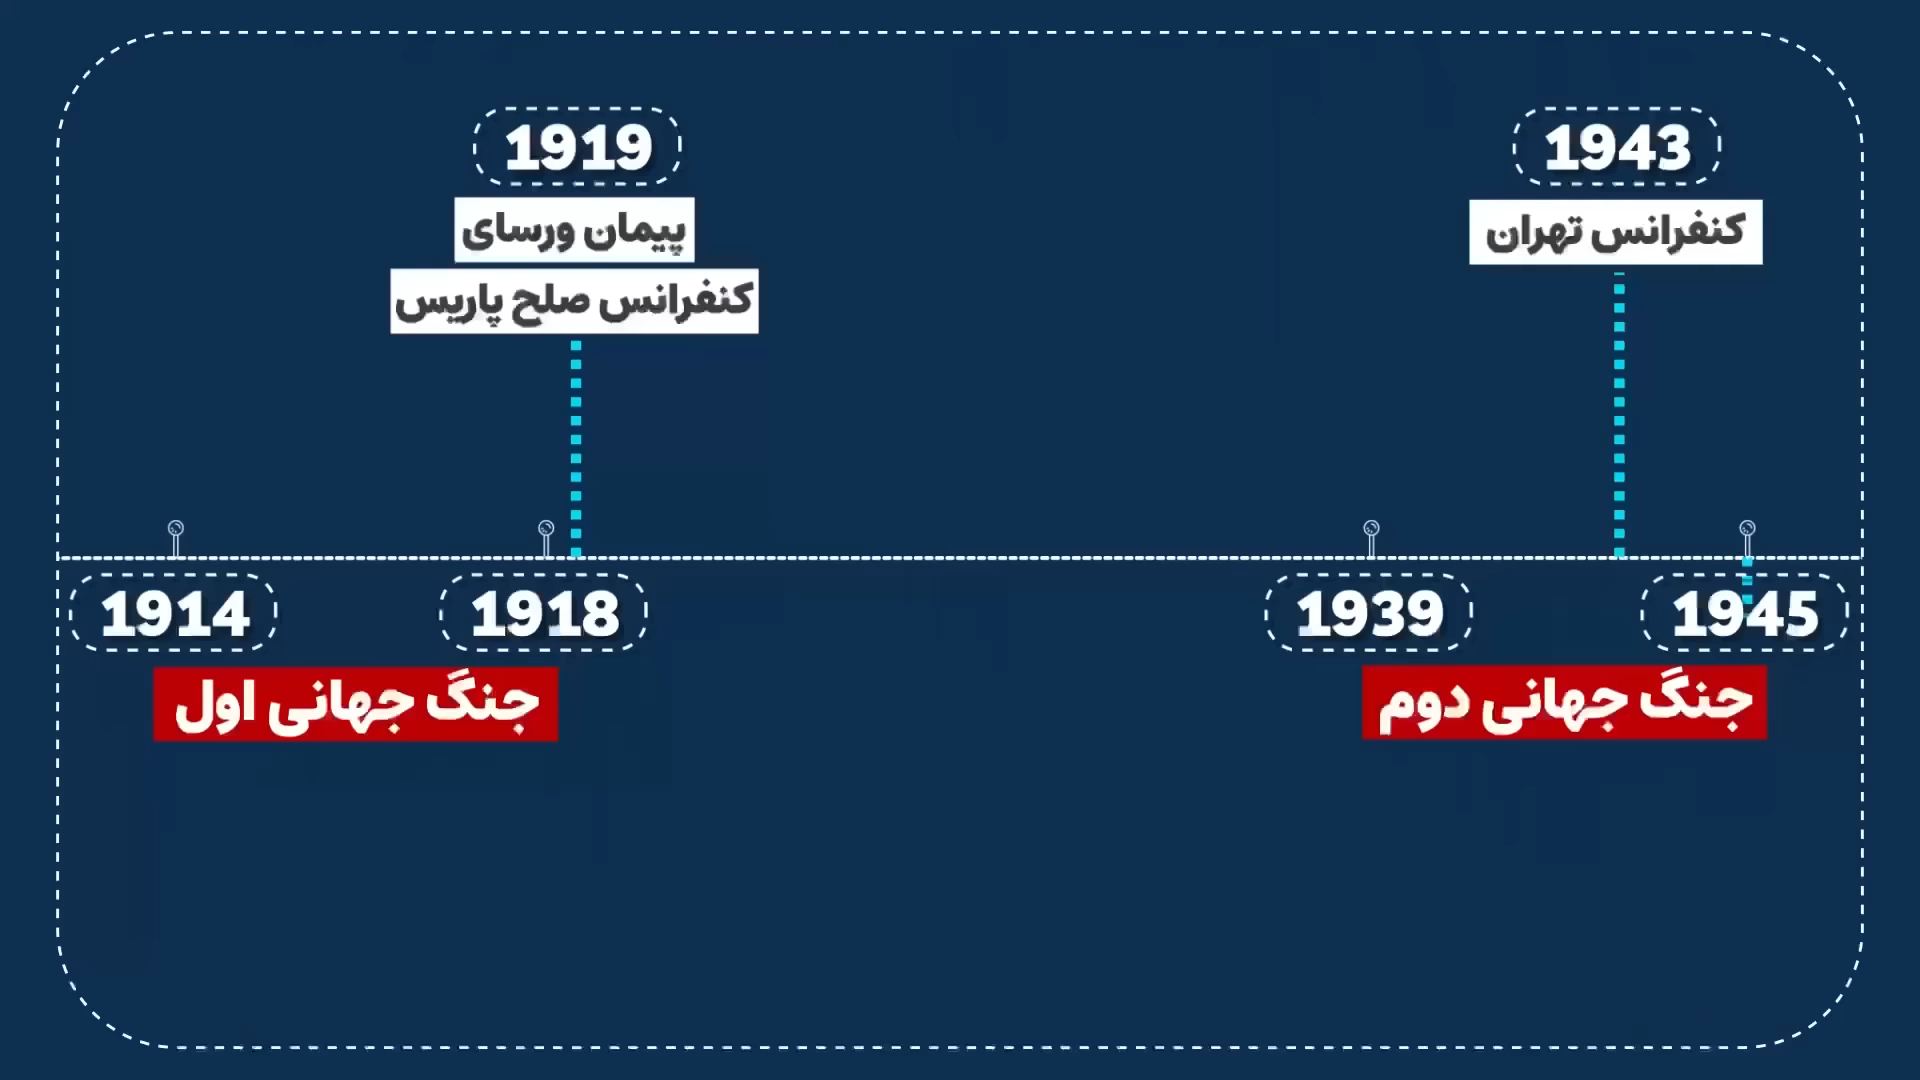 1919
پیمان ورسای
کنفرانس صلح پاریس
1943
کنفرانس تهران
1914
1918
1939
1945
جنگ جهانی اول
جنگ جهانی دوم